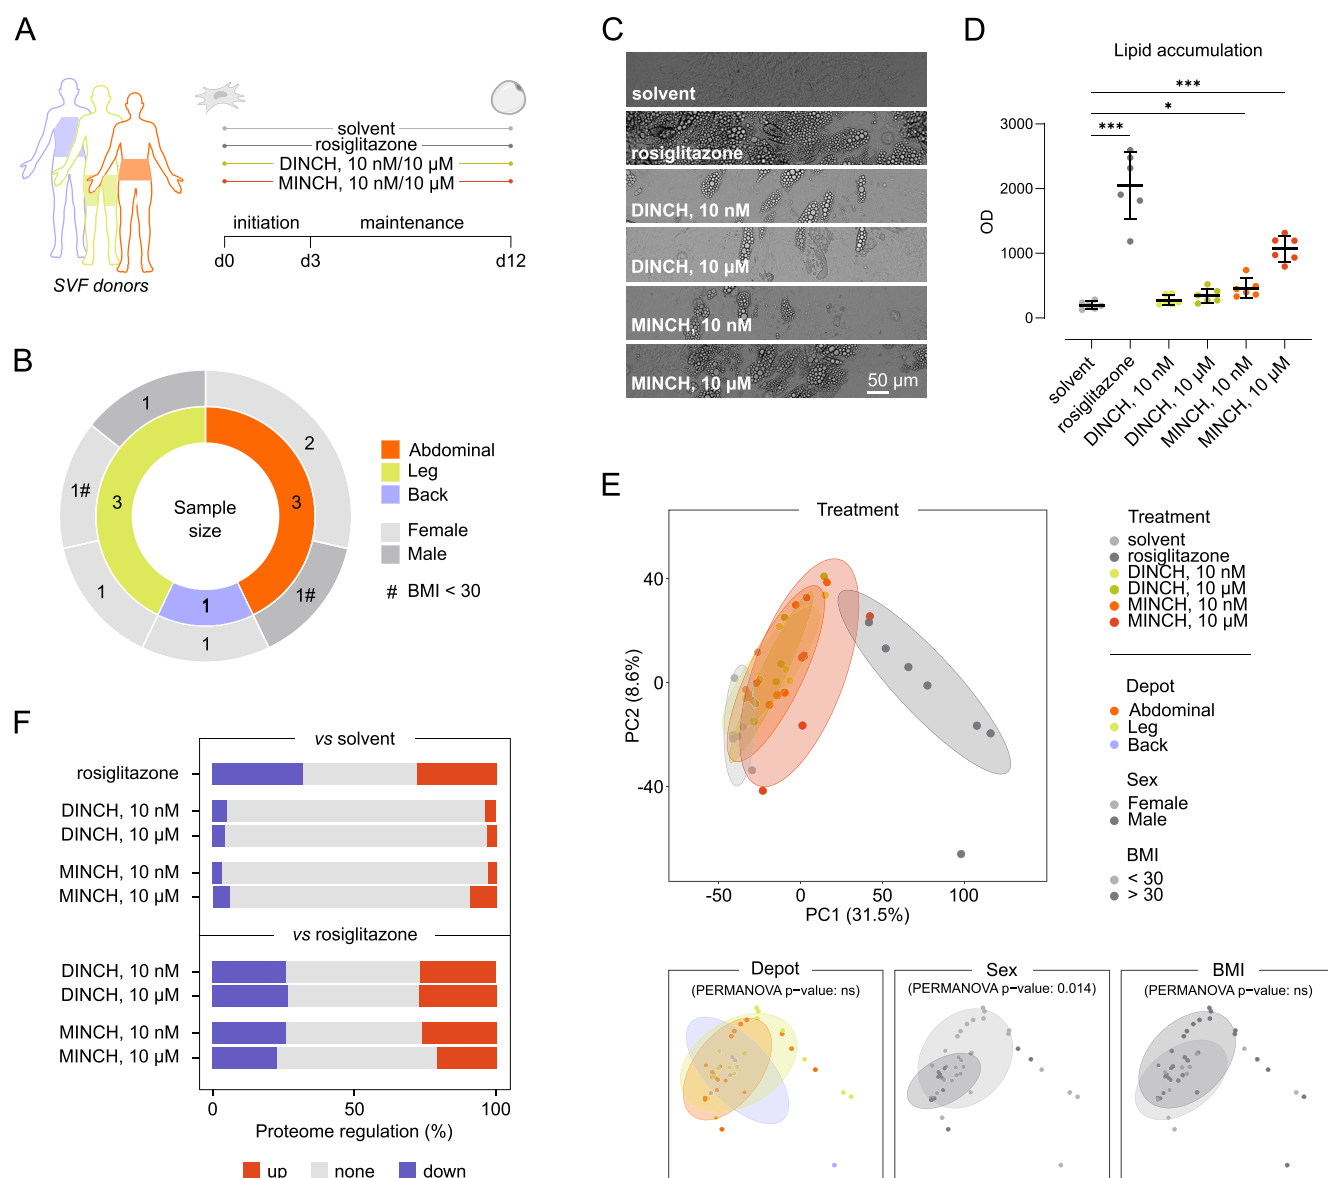 A
solvent
rosiglitazone
DINCH, 10 nM/10 µM
MINCH, 10 nM/10 µM
initiation
maintenance
d0
d3
d12
SVF donors
B
1
2
1#
3
3
Sample
size
1
1
1#
1
Abdominal
Leg
Back
Female
Male
# BMI < 30
C
solvent
rosiglitazone
DINCH, 10 nM
DINCH, 10 µM
MINCH, 10 nM
MINCH, 10 µM
50 µm
D
Lipid accumulation
***
*
***
3000
2000
1000
0
OD
solvent
rosiglitazone
DINCH, 10 nM
DINCH, 10 µM
MINCH, 10 nM
MINCH, 10 µM
E
Treatment
40
0
-40
PC2 (8.6%)
-50
0
50
100
PC1 (31.5%)
Treatment
solvent
rosiglitazone
DINCH, 10 nM
DINCH, 10 µM
MINCH, 10 nM
MINCH, 10 µM
Depot
Abdominal
Leg
Back
Sex
Female
Male
BMI
< 30
> 30
Depot
(PERMANOVA p−value: ns)
Sex
(PERMANOVA p−value: 0.014)
BMI
(PERMANOVA p−value: ns)
F
vs solvent
rosiglitazone
DINCH, 10 nM
DINCH, 10 µM
MINCH, 10 nM
MINCH, 10 µM
vs rosiglitazone
DINCH, 10 nM
DINCH, 10 µM
MINCH, 10 nM
MINCH, 10 µM
0
50
100
Proteome regulation (%)
up
none
down